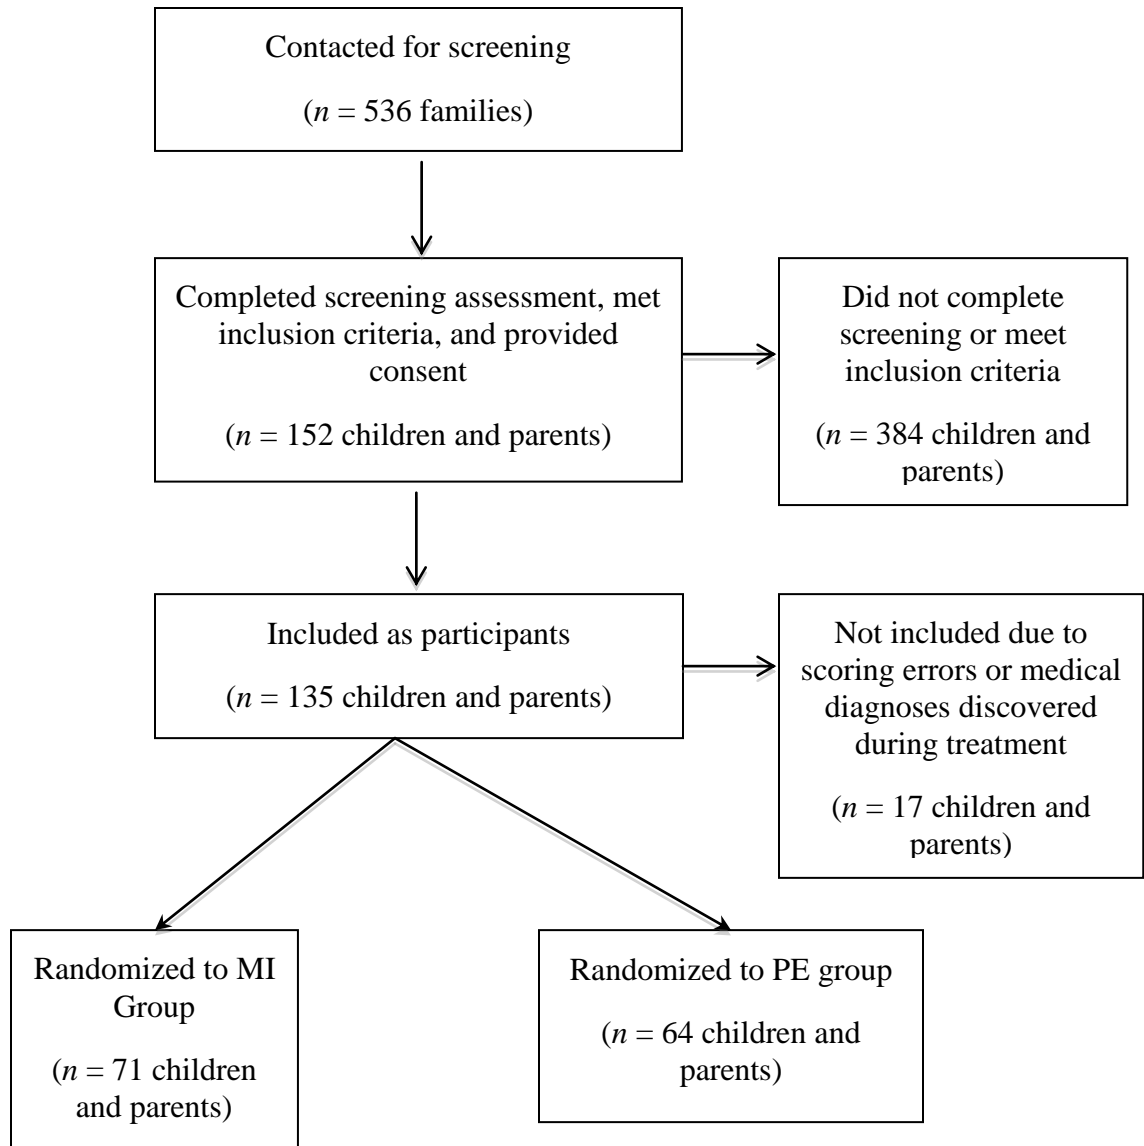 Contacted for screening
(n = 536 families)
Completed screening assessment, met
inclusion criteria, and provided
consent
(n = 152 children and parents)
Did not complete
screening or meet
inclusion criteria
(n = 384 children and
parents)
Included as participants
(n = 135 children and parents)
Not included due to
scoring errors or medical
diagnoses discovered
during treatment
(n = 17 children and
parents)
Randomized to MI
Group
(n = 71 children
and parents)
Randomized to PE group
(n = 64 children and
parents)